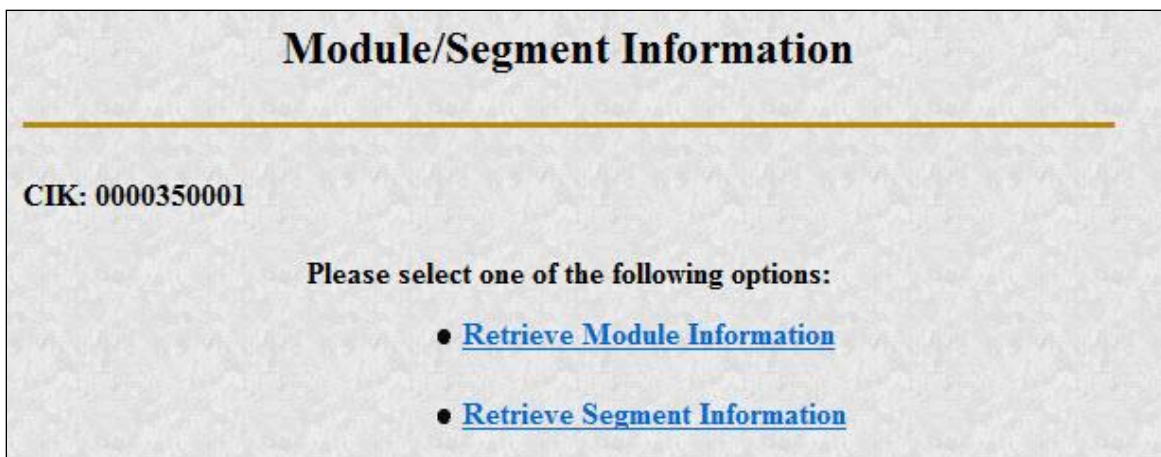 Module/Segment Information
CIK: 0000350001
Please select one of the following options:
Retrieve Module Information
Retrieve Segment Information